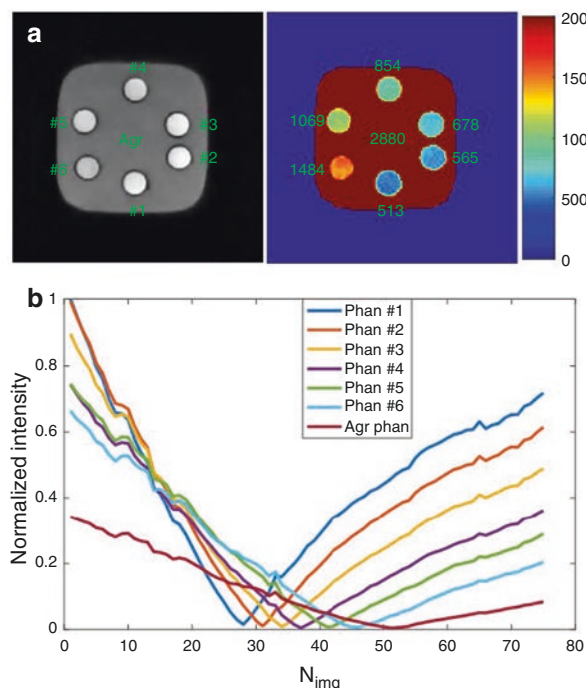 a
#4
#5
#3
Agr
#2
#6
#1
854
1069
678
2880
565
1484
513
200
1500
1000
500
0
b
Phan #1
Phan #2
Phan #3
Phan #4
Phan #5
Phan #6
Agr phan
1
0.8
0.6
0.4
0.2
0
Normalized intensity
0 10 20 30 40 50 60 70 80
N_img